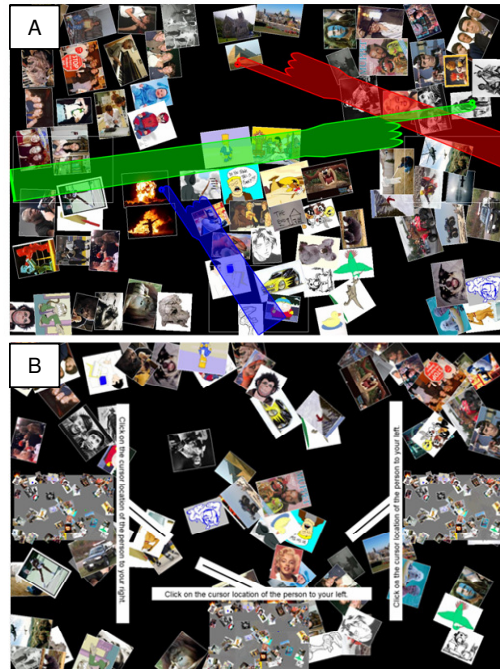 A
B
Click on the cursor location of the person to your right.
Click on the cursor location of the person to your left.
Click on the cursor location of the person to your left.